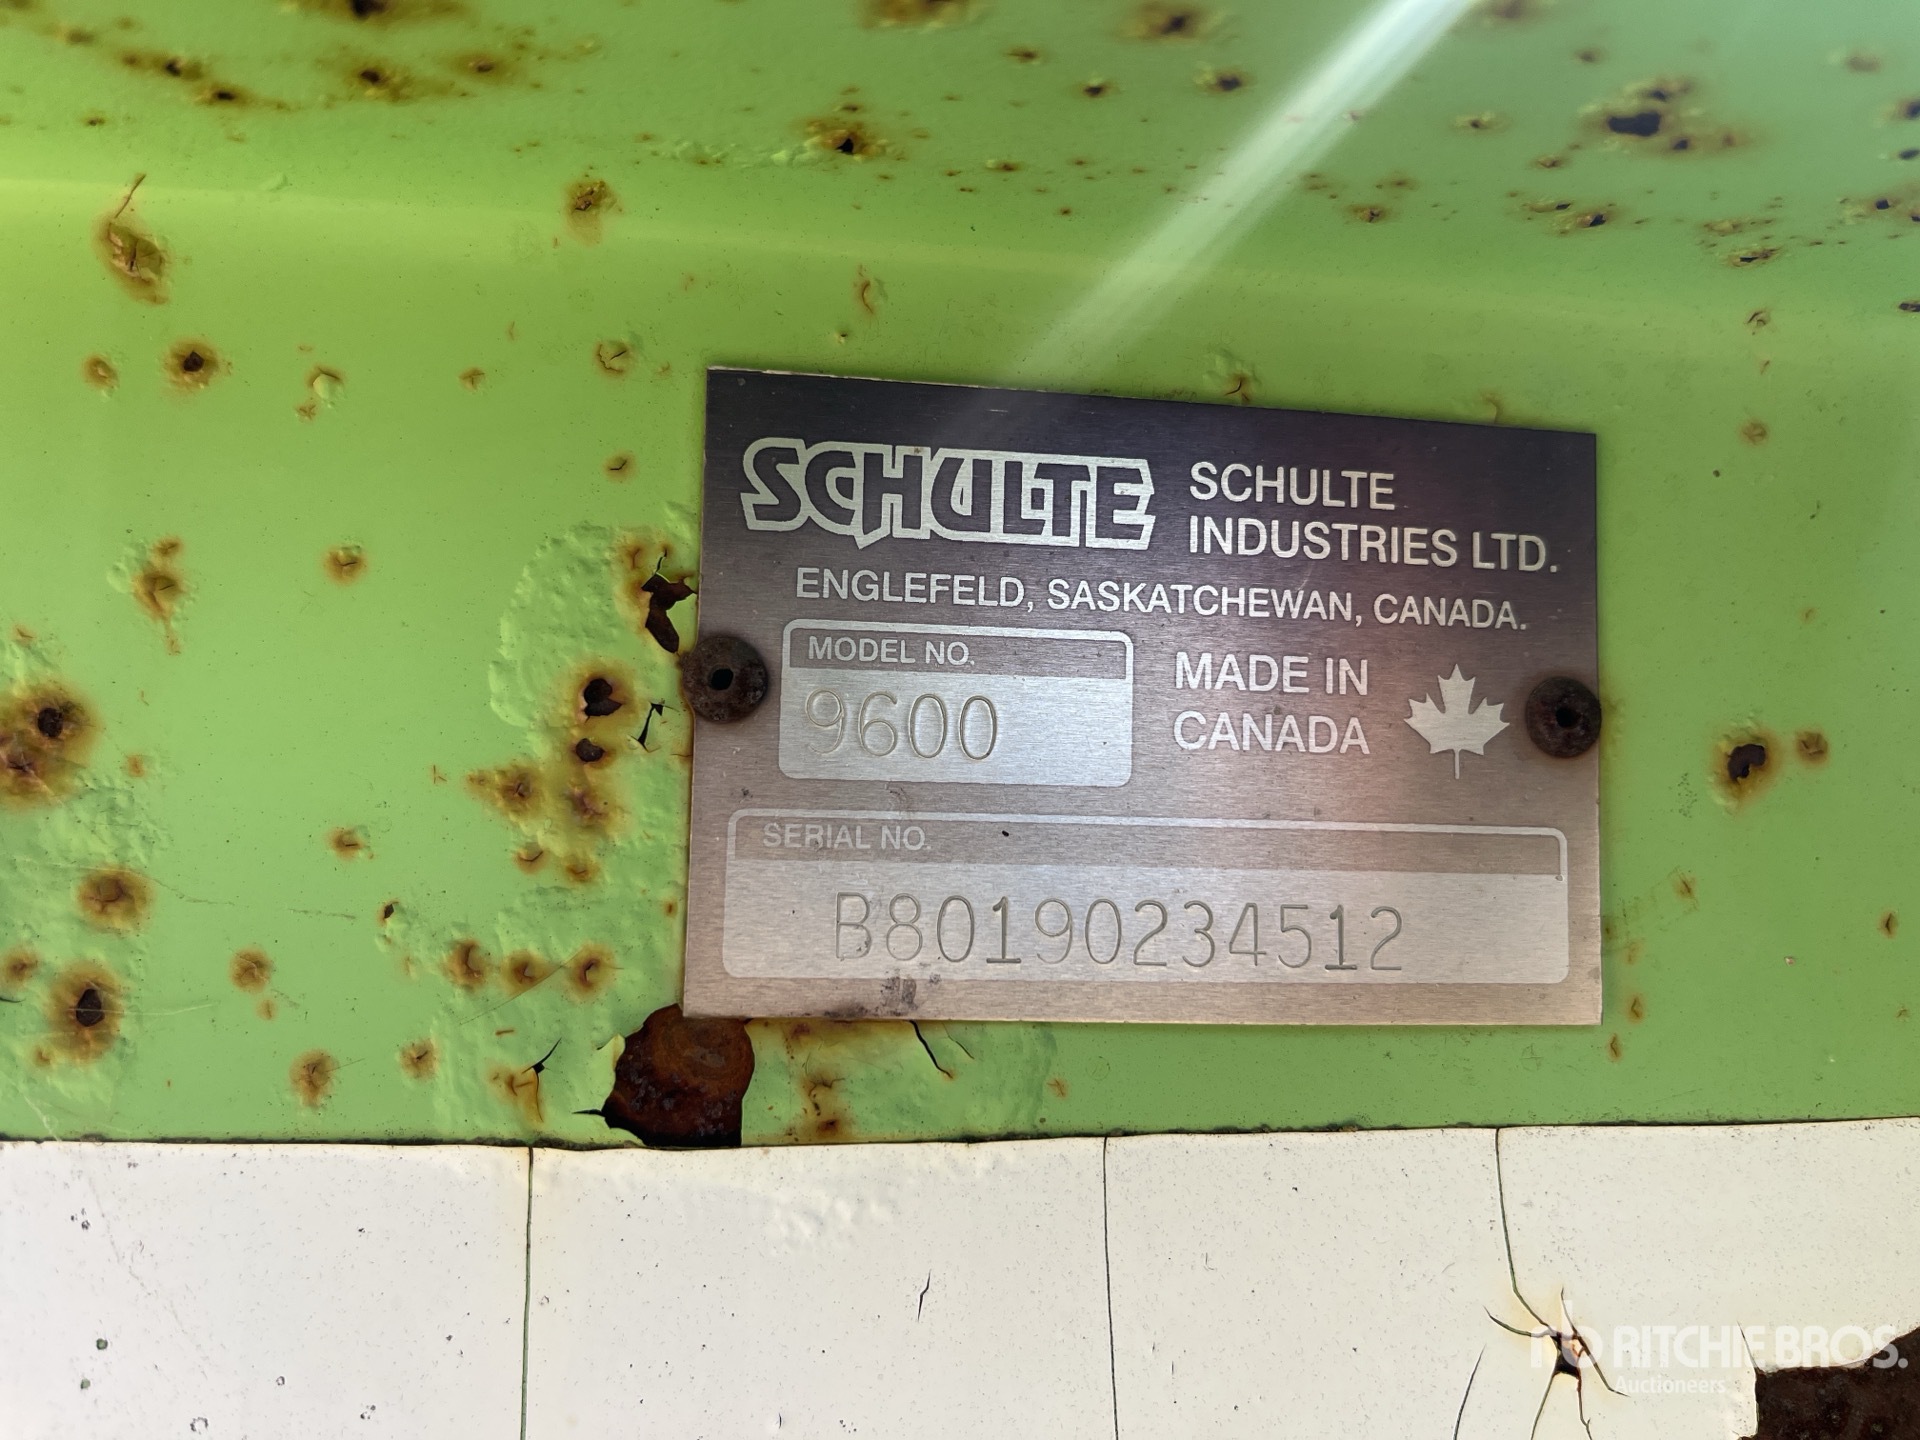 SCHULTE
SCHULTE
INDUSTRIES LTD.
ENGLEFELD, SASKATCHEWAN, CANADA.
MODEL NO.
9600
MADE IN
CANADA
SERIAL NO.
B80190234512
rb RITCHIE BROS.
Auctioneers